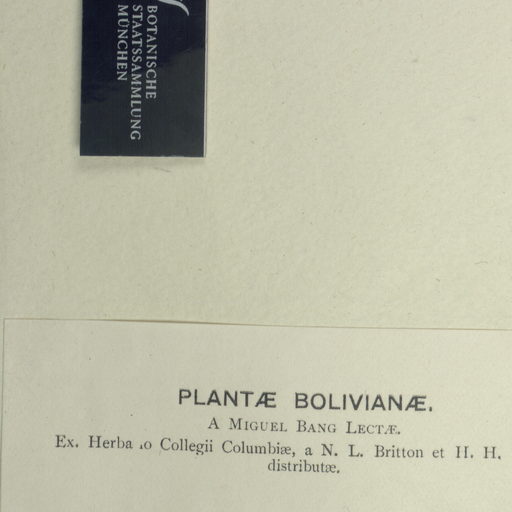 BOTANISCHE
STAATSSAMMLUNG
MÜNCHEN
PLANTÆ BOLIVIANÆ.
A MIGUEL BANG LECTÆ.
Ex. Herba .o Collegii Columbiæ, a N. L. Britton et H. H.
distributæ.